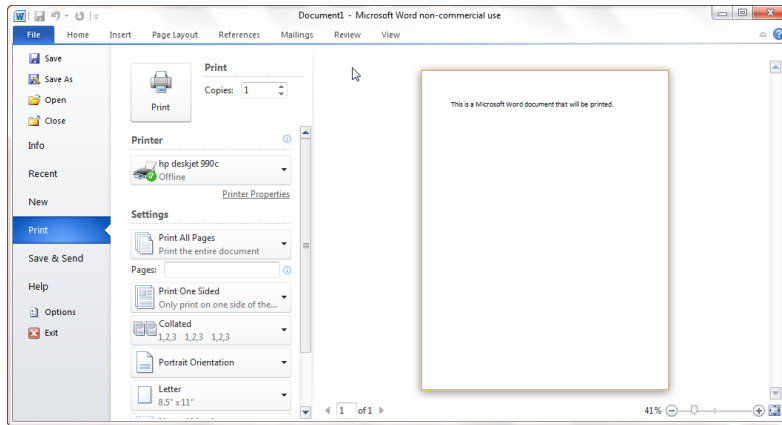 Document1 - Microsoft Word non-commercial use
File Home Insert Page Layout References Mailings Review View
Save
Save As
Open
Close
Info
Recent
New
Print
Save & Send
Help
Options
Exit
Print
Print
Copies: 1
Printer
hp deskjet 990c
Offline
Printer Properties
Settings
Print All Pages
Print the entire document
Pages:
Print One Sided
Only print on one side of the...
Collated
1,2,3 1,2,3 1,2,3
Portrait Orientation
Letter
8.5" x 11"
This is a Microsoft Word document that will be printed.
1 of 1
41%